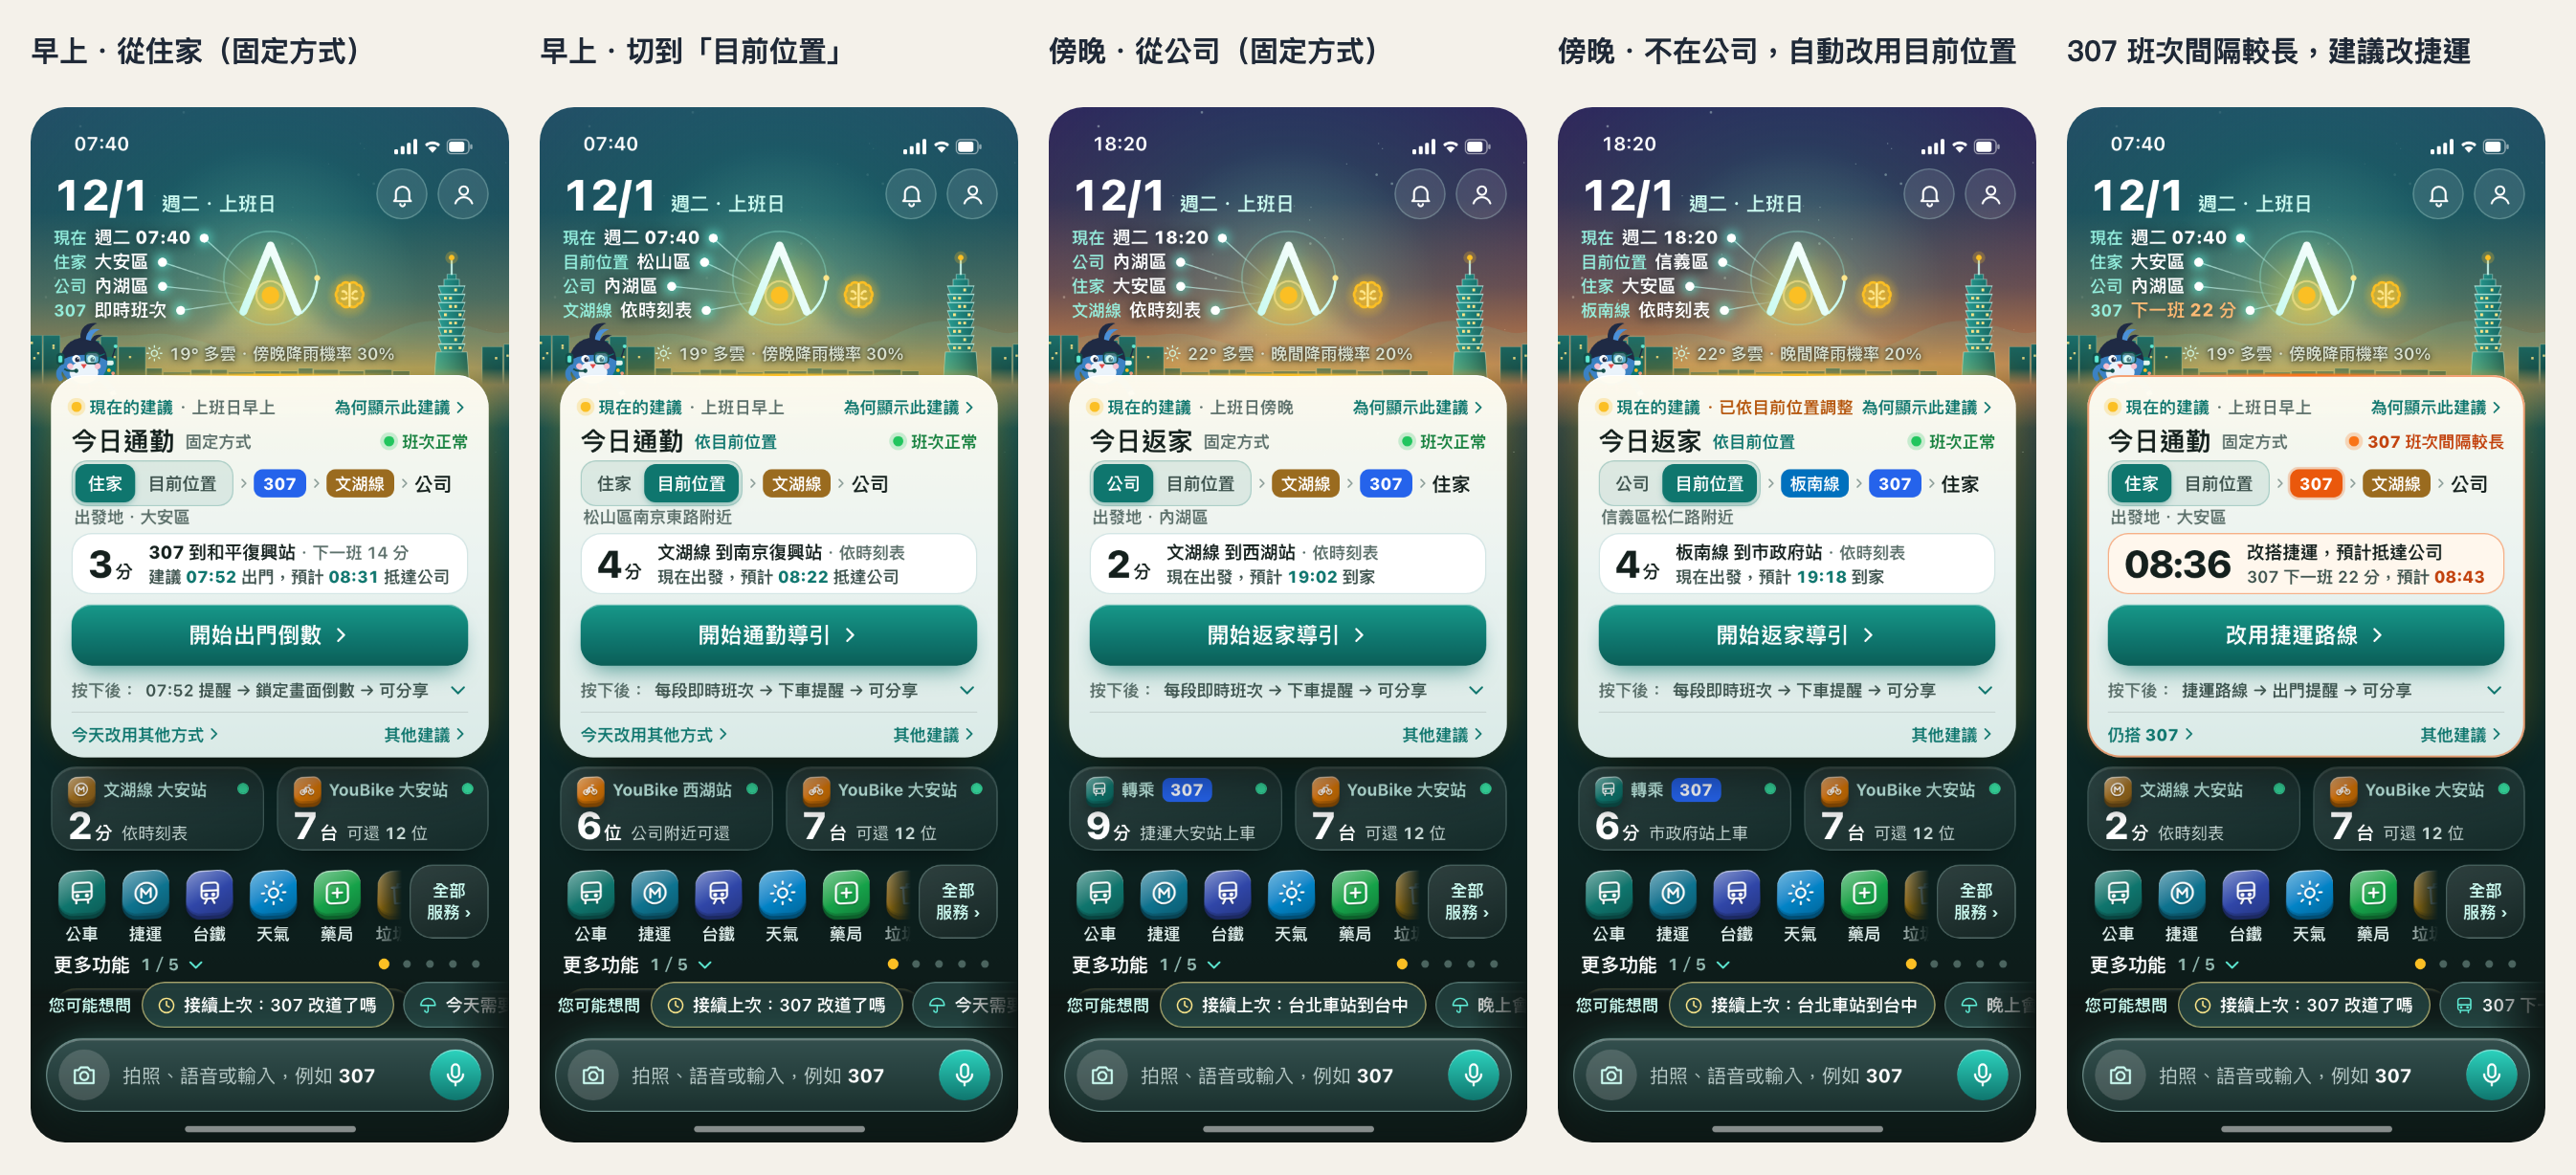 早上 · 從住家（固定方式）
07:40
12/1 週二 · 上班日
現在 週二 07:40
住家 大安區
公司 內湖區
307 即時班次
19° 多雲 · 傍晚降雨機率 30%
現在的建議 · 上班日早上 為何顯示此建議 ›
今日通勤 固定方式 班次正常
住家 目前位置 › 307 › 文湖線 › 公司
出發地 · 大安區
3分
307 到和平復興站 · 下一班 14 分
建議 07:52 出門，預計 08:31 抵達公司
開始出門倒數 ›
按下後： 07:52 提醒 → 鎖定畫面倒數 → 可分享
今天改用其他方式 › 其他建議 ›
文湖線 大安站
2分 依時刻表
YouBike 大安站
7台 可還 12 位
公車 捷運 台鐵 天氣 藥局
全部
服務 ›
更多功能 1 / 5
您可能想問 接續上次：307 改道了嗎 今天需
拍照、語音或輸入，例如 307
早上 · 切到「目前位置」
07:40
12/1 週二 · 上班日
現在 週二 07:40
目前位置 松山區
公司 內湖區
文湖線 依時刻表
19° 多雲 · 傍晚降雨機率 30%
現在的建議 · 上班日早上 為何顯示此建議 ›
今日通勤 依目前位置 班次正常
住家 目前位置 › 文湖線 › 公司
松山區南京東路附近
4分
文湖線 到南京復興站 · 依時刻表
現在出發，預計 08:22 抵達公司
開始通勤導引 ›
按下後： 每段即時班次 → 下車提醒 → 可分享
今天改用其他方式 › 其他建議 ›
YouBike 西湖站
6位 公司附近可還
YouBike 大安站
7台 可還 12 位
公車 捷運 台鐵 天氣 藥局
全部
服務 ›
更多功能 1 / 5
您可能想問 接續上次：307 改道了嗎 今天需
拍照、語音或輸入，例如 307
傍晚 · 從公司（固定方式）
18:20
12/1 週二 · 上班日
現在 週二 18:20
公司 內湖區
住家 大安區
文湖線 依時刻表
22° 多雲 · 晚間降雨機率 20%
現在的建議 · 上班日傍晚 為何顯示此建議 ›
今日返家 固定方式 班次正常
公司 目前位置 › 文湖線 › 307 › 住家
出發地 · 內湖區
2分
文湖線 到西湖站 · 依時刻表
現在出發，預計 19:02 到家
開始返家導引 ›
按下後： 每段即時班次 → 下車提醒 → 可分享
其他建議 ›
轉乘 307
9分 捷運大安站上車
YouBike 大安站
7台 可還 12 位
公車 捷運 台鐵 天氣 藥局
全部
服務 ›
更多功能 1 / 5
您可能想問 接續上次：台北車站到台中 晚上
拍照、語音或輸入，例如 307
傍晚 · 不在公司，自動改用目前位置
18:20
12/1 週二 · 上班日
現在 週二 18:20
目前位置 信義區
住家 大安區
板南線 依時刻表
22° 多雲 · 晚間降雨機率 20%
現在的建議 · 已依目前位置調整 為何顯示此建議 ›
今日返家 依目前位置 班次正常
公司 目前位置 › 板南線 › 307 › 住家
信義區松仁路附近
4分
板南線 到市政府站 · 依時刻表
現在出發，預計 19:18 到家
開始返家導引 ›
按下後： 每段即時班次 → 下車提醒 → 可分享
其他建議 ›
轉乘 307
6分 市政府站上車
YouBike 大安站
7台 可還 12 位
公車 捷運 台鐵 天氣 藥局
全部
服務 ›
更多功能 1 / 5
您可能想問 接續上次：台北車站到台中 晚上
拍照、語音或輸入，例如 307
307 班次間隔較長，建議改捷運
07:40
12/1 週二 · 上班日
現在 週二 07:40
住家 大安區
公司 內湖區
307 下一班 22 分
19° 多雲 · 傍晚降雨機率 30%
現在的建議 · 上班日早上 為何顯示此建議 ›
今日通勤 固定方式 307 班次間隔較長
住家 目前位置 › 307 › 文湖線 › 公司
出發地 · 大安區
08:36
改搭捷運，預計抵達公司
307 下一班 22 分，預計 08:43
改用捷運路線 ›
按下後： 捷運路線 → 出門提醒 → 可分享
仍搭 307 › 其他建議 ›
文湖線 大安站
2分 依時刻表
YouBike 大安站
7台 可還 12 位
公車 捷運 台鐵 天氣 藥局
全部
服務 ›
更多功能 1 / 5
您可能想問 接續上次：307 改道了嗎 307 下
拍照、語音或輸入，例如 307